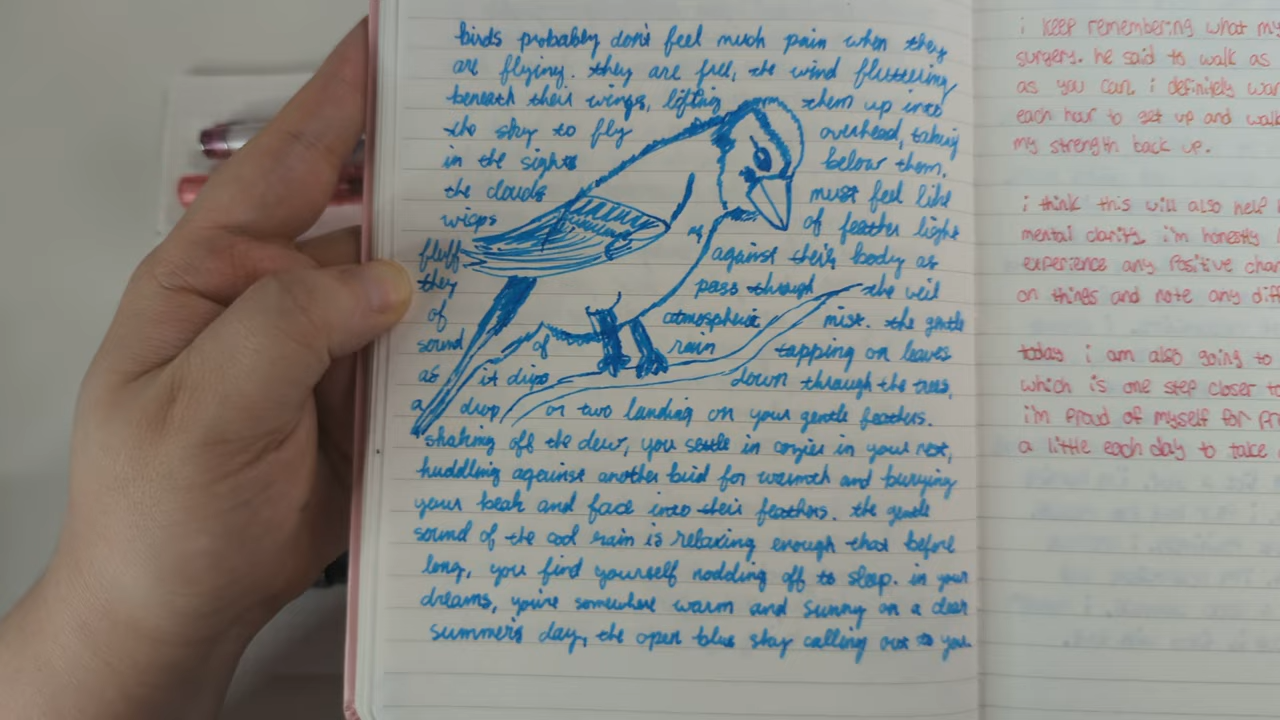 birds probably don't feel much pain when they
are flying. they are free, the wind fluttering
beneath their wings, lifting them up into
the sky to fly overhead, taking
in the sights below them.
the clouds must feel like
wisps of feather light
fluff against their body as
they pass through the veil
of atmospheric mist. the gentle
sound of rain tapping on leaves
as it drips down through the trees,
a drop or two landing on your gentle feathers.
shaking off the dew, you settle in cozies in your nest,
huddling against another bird for warmth and burying
your beak and face into their feathers. the gentle
sound of the cool rain is relaxing enough that before
long, you find yourself nodding off to sleep. in your
dreams, you're somewhere warm and sunny on a clear
summer's day, the open blue sky calling out to you.
i keep remembering what my
surgery. he said to walk as
as you can. i definitely
each hour to get up and
my strength back up.
i think this will also help
mental clarity. i'm honestly
experience any positive
on things and note any
today i am also going to
which is one step closer
i'm proud of myself for
a little each day to take